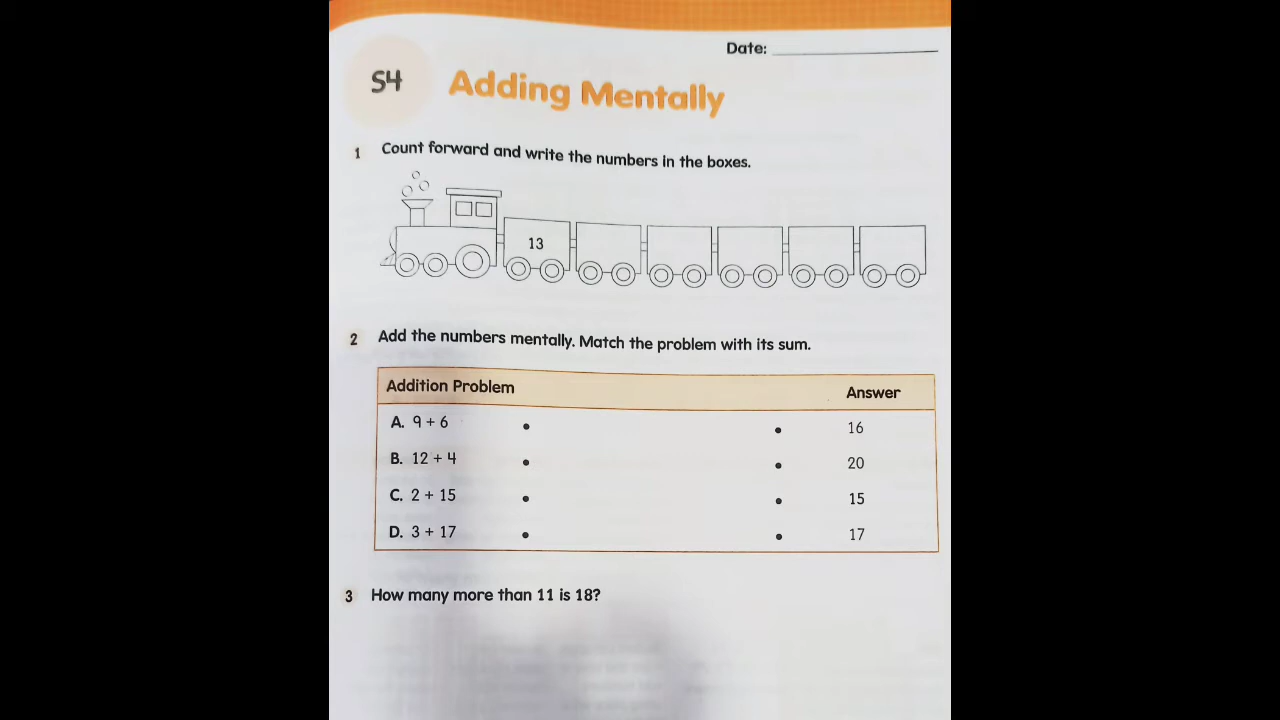 Date:
S4
Adding Mentally
1 Count forward and write the numbers in the boxes.
13
2 Add the numbers mentally. Match the problem with its sum.
Addition Problem Answer
A. 9 + 6 • • 16
B. 12 + 4 • • 20
C. 2 + 15 • • 15
D. 3 + 17 • • 17
3 How many more than 11 is 18?